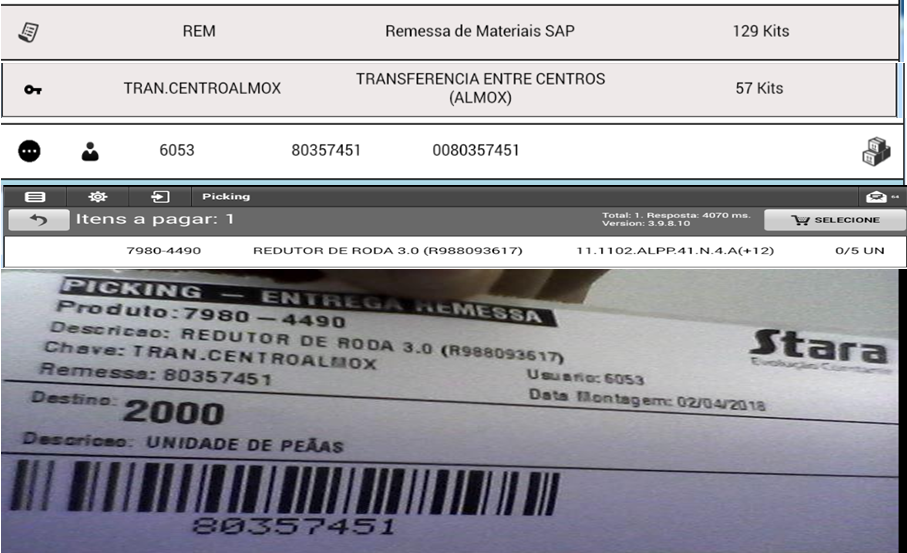 REM Remessa de Materiais SAP 129 Kits
TRAN.CENTROALMOX TRANSFERENCIA ENTRE CENTROS (ALMOX) 57 Kits
6053 80357451 0080357451
Picking
Itens a pagar: 1
Total: 1. Resposta: 4070 ms.
Version: 3.9.8.10
SELECIONE
7980-4490 REDUTOR DE RODA 3.0 (R988093617) 11.1102.ALPP.41.N.4.A(+12) 0/5 UN
PICKING - ENTREGA REMESSA
Produto: 7980-4490
Descricao: REDUTOR DE RODA 3.0 (R988093617)
Chave: TRAN.CENTROALMOX
Remessa: 80357451
Stara
Evolução Constante
Usuario: 6053
Data Montagem: 02/04/2018
Destino: 2000
Descricao: UNIDADE DE PEÃAS
80357451